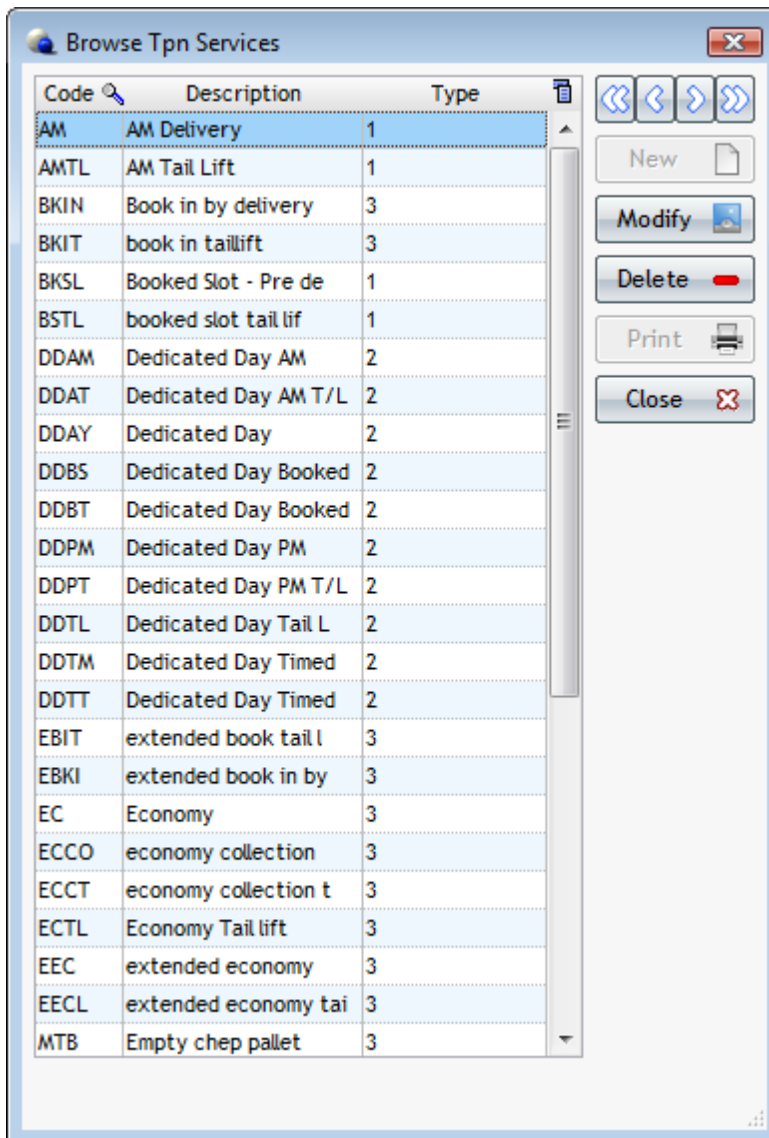 Browse Tpn Services
Code Description Type
AM AM Delivery 1
AMTL AM Tail Lift 1
BKIN Book in by delivery 3
BKIT book in taillift 3
BKSL Booked Slot - Pre de 1
BSTL booked slot tail lif 1
DDAM Dedicated Day AM 2
DDAT Dedicated Day AM T/L 2
DDAY Dedicated Day 2
DDBS Dedicated Day Booked 2
DDBT Dedicated Day Booked 2
DDPM Dedicated Day PM 2
DDPT Dedicated Day PM T/L 2
DDTL Dedicated Day Tail L 2
DDTM Dedicated Day Timed 2
DDTT Dedicated Day Timed 2
EBIT extended book tail l 3
EBKI extended book in by 3
EC Economy 3
ECCO economy collection 3
ECCT economy collection t 3
ECTL Economy Tail lift 3
EEC extended economy 3
EECL extended economy tai 3
MTB Empty chep pallet 3
New
Modify
Delete
Print
Close